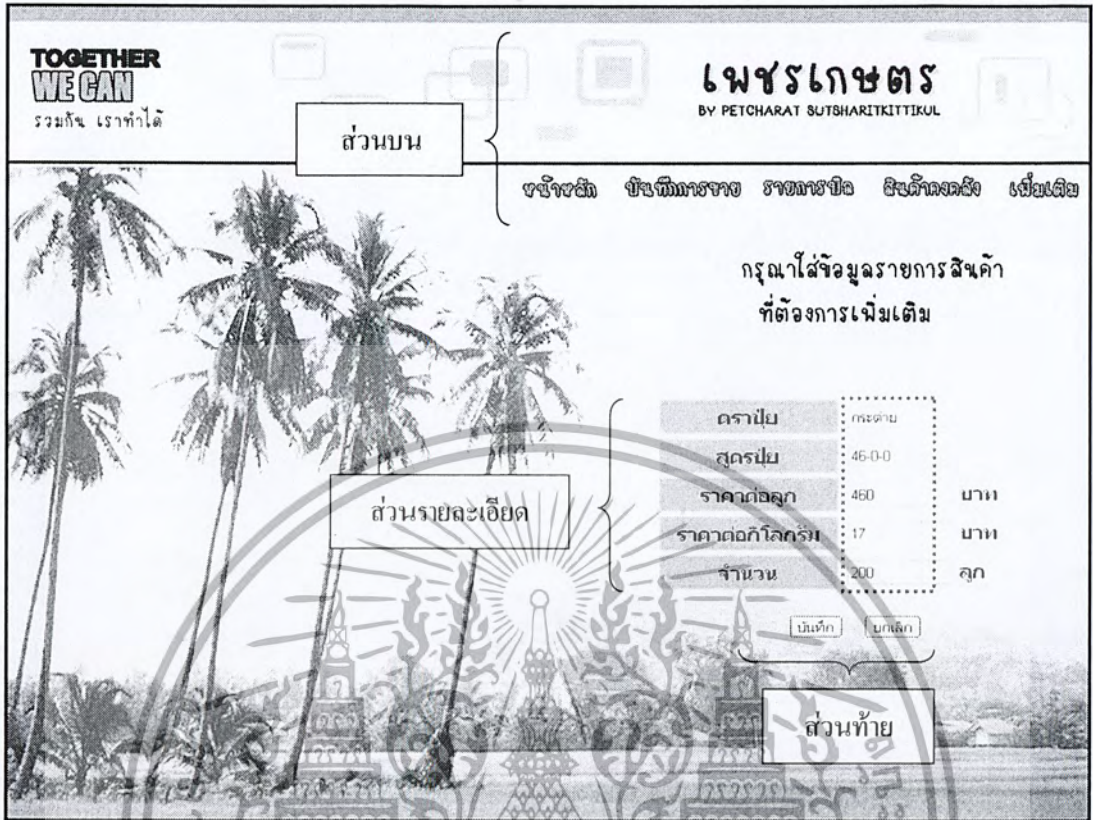 TOGETHER
WE CAN
รวมกัน เราทำได้
เพชรเกษตร
BY PETCHARAT SUTBHARITKITTIKUL
ส่วนบน
หน้าหลัก บันทึกการขาย รายการบิล สินค้าคงคลัง เพิ่มเติม
กรุณาใส่ข้อมูลรายการสินค้า
ที่ต้องการเพิ่มเติม
ตราปุ๋ย กระต่าย
สูตรปุ๋ย 46-0-0
ราคาต่อลูก 460 บาท
ส่วนรายละเอียด
ราคาต่อกิโลกรัม 17 บาท
จำนวน 200 ลูก
บันทึก ยกเลิก
ส่วนท้าย